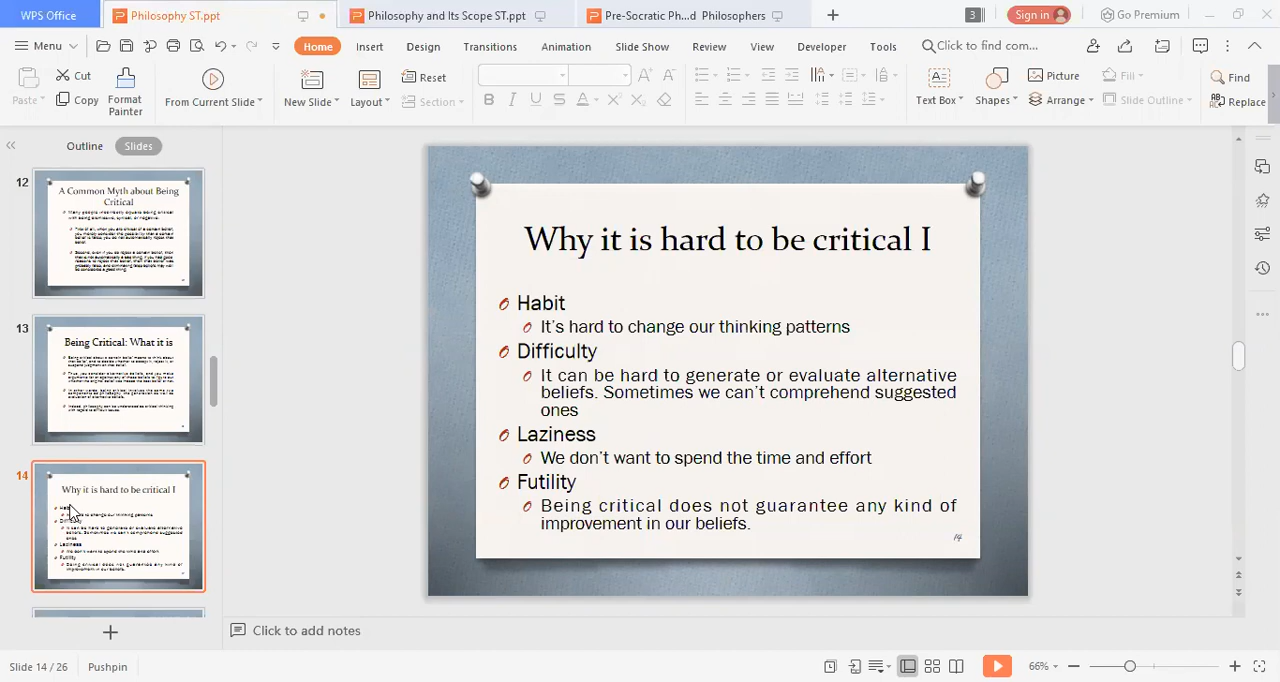 WPS Office
Philosophy ST.ppt
Philosophy and Its Scope ST.ppt
Pre-Socratic Ph...d Philosophers
3
Sign in
Go Premium
Menu
Home
Insert
Design
Transitions
Animation
Slide Show
Review
View
Developer
Tools
Click to find com...
Paste
Cut
Copy
Format
Painter
From Current Slide
New Slide
Layout
Reset
Section
B I U S A
Text Box
Shapes
Picture
Arrange
Fill
Slide Outline
Find
Replace
Outline
Slides
12
A Common Myth about Being
Critical
13
Being Critical: What it is
14
Why it is hard to be critical I
Why it is hard to be critical I
Habit
It's hard to change our thinking patterns
Difficulty
It can be hard to generate or evaluate alternative
beliefs. Sometimes we can't comprehend suggested
ones
Laziness
We don't want to spend the time and effort
Futility
Being critical does not guarantee any kind of
improvement in our beliefs.
14
Click to add notes
Slide 14 / 26
Pushpin
66%